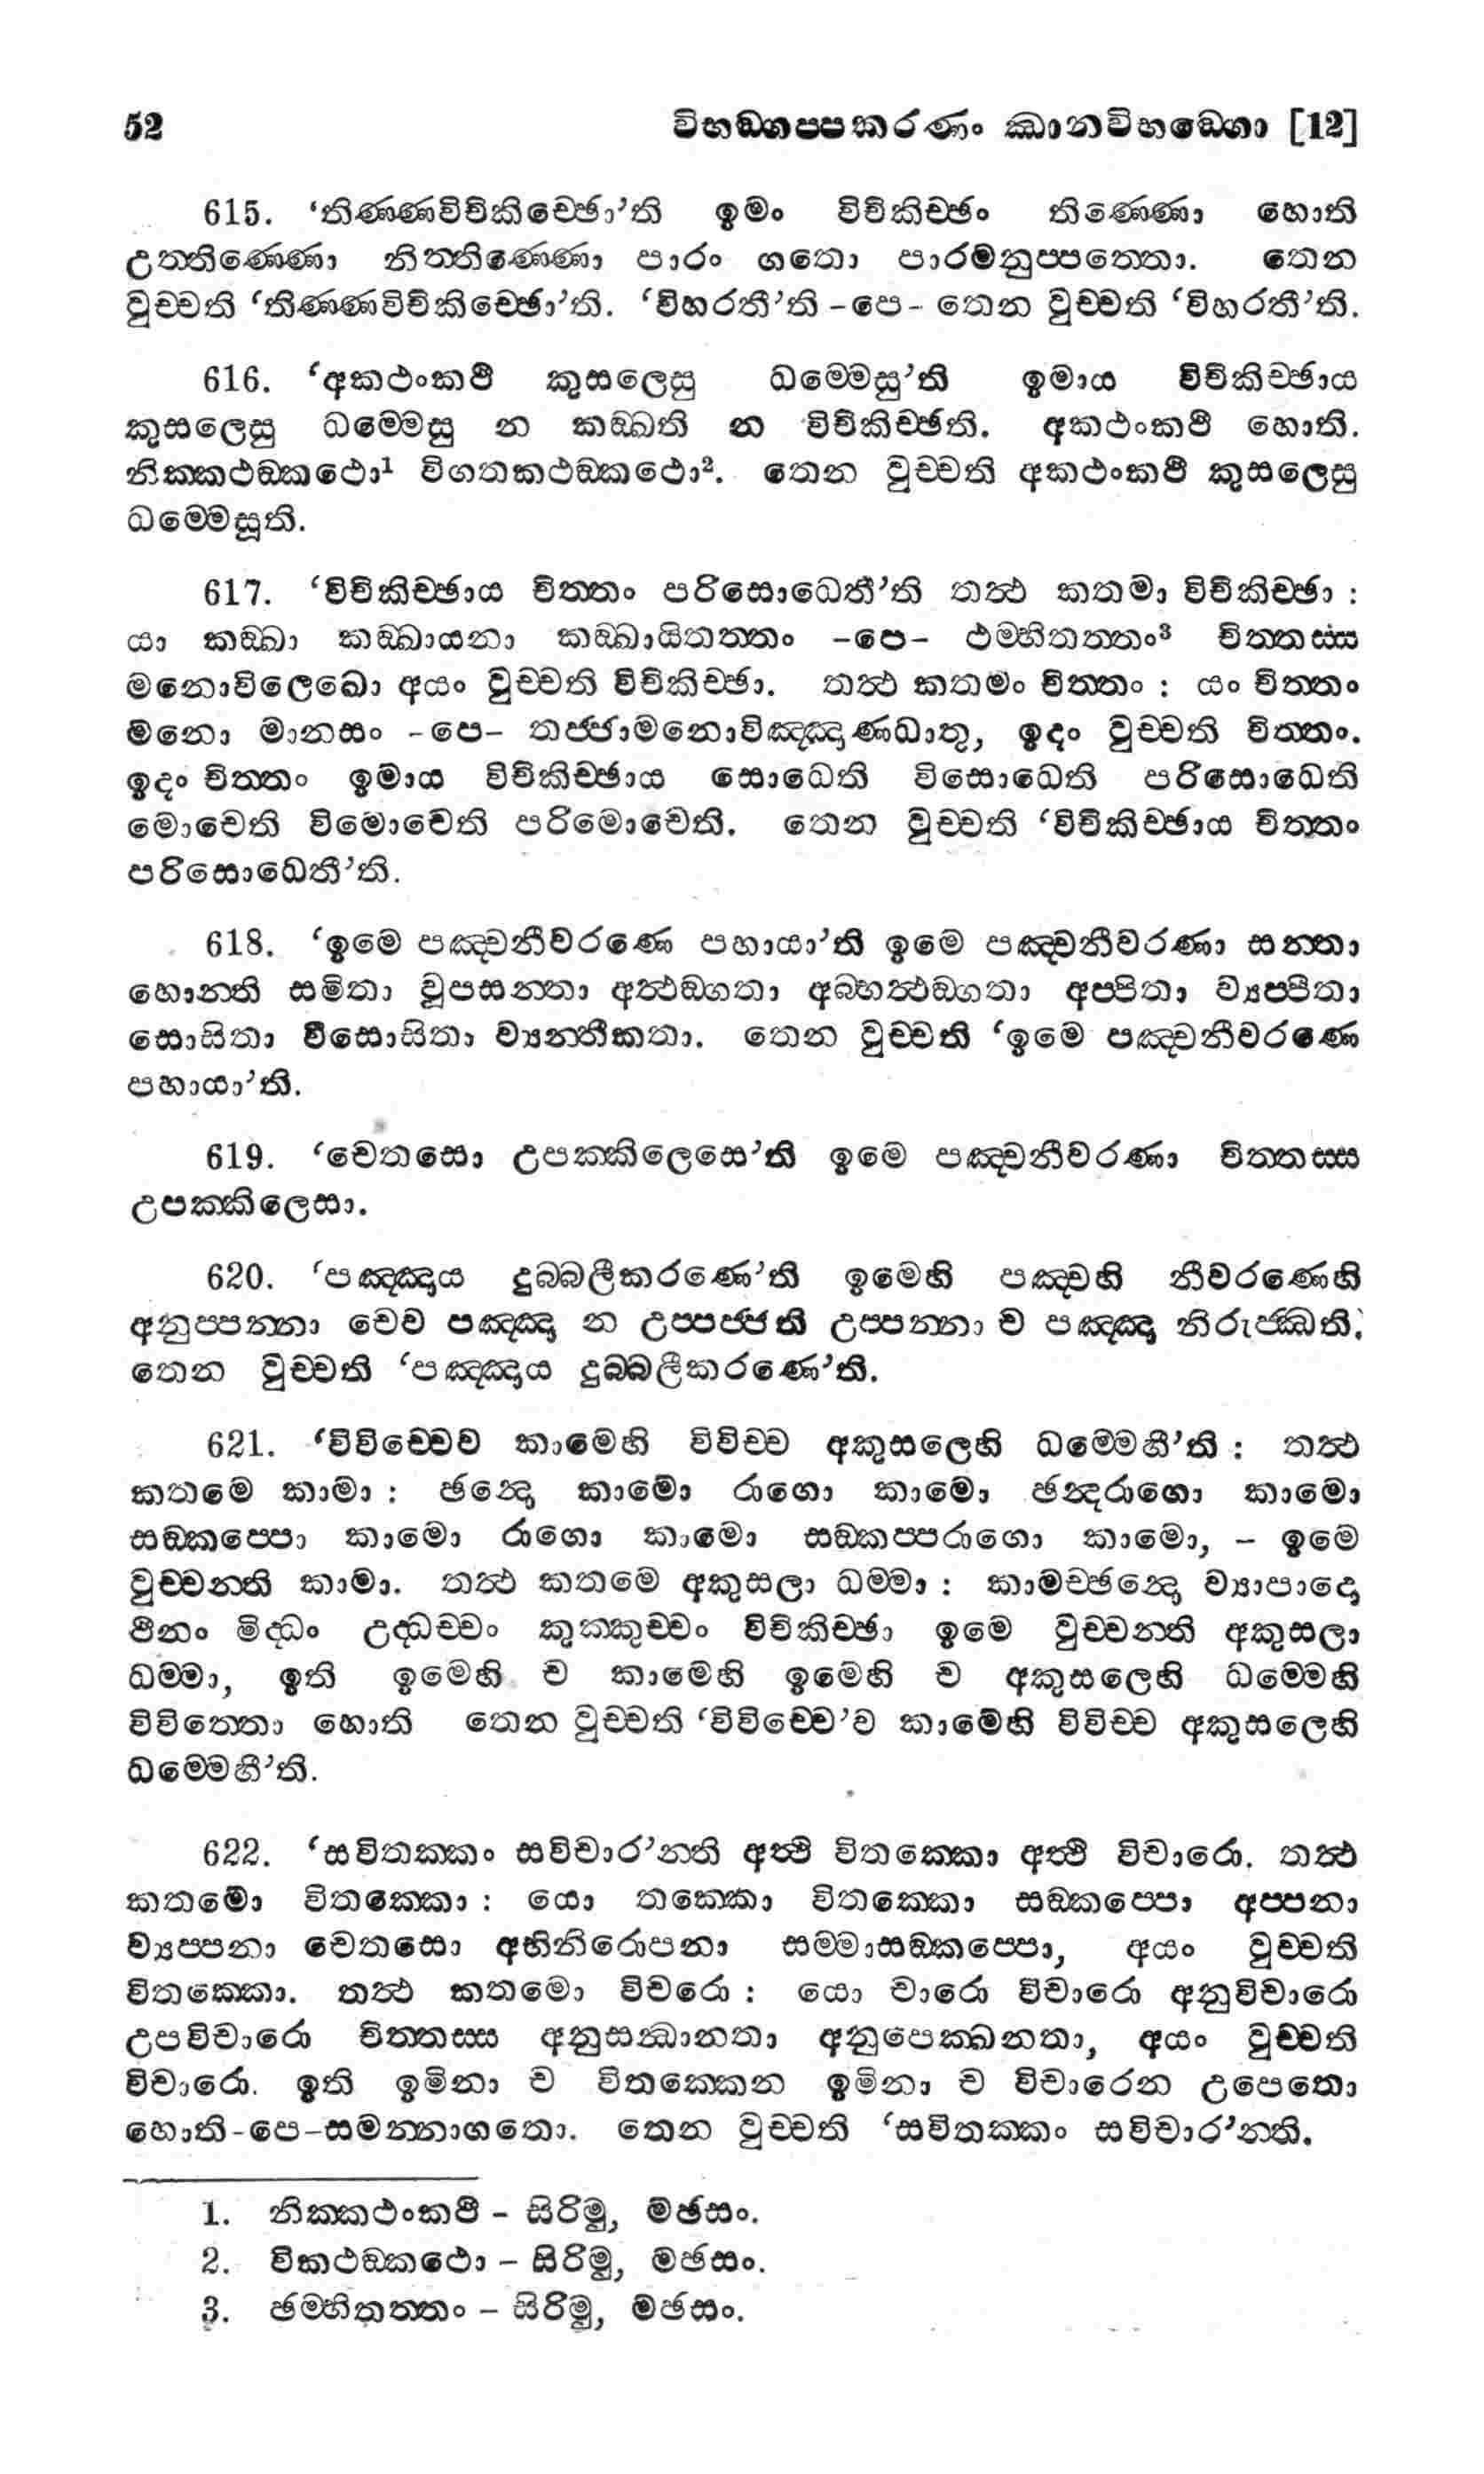 52 විභඞ්ගප්පකරණං ඣානවිභඞ්ගො [12]
615. ‘තිණ්ණවිචිකිච්ඡො’ති ඉමං විචිකිච්ඡං තිණ්ණො හොති
උත්තිණ්ණො නිත්තිණ්ණො පාරං ගතො පාරමනුප්පත්තො. තෙන
වුච්චති ‘තිණ්ණවිචිකිච්ඡො’ති. ‘විහරතී’ති -පෙ- තෙන වුච්චති ‘විහරතී’ති.
616. ‘අකථංකථී කුසලෙසු ධම්මෙසු’ති ඉමාය විචිකිච්ඡාය
කුසලෙසු ධම්මෙසු න කඞ්ඛති න විචිකිච්ඡති. අකථංකථී හොති.
නික්කථඞ්කථො¹ විගතකථඞ්කථො². තෙන වුච්චති අකථංකථී කුසලෙසු
ධම්මෙසූති.
617. ‘විචිකිච්ඡාය චිත්තං පරිසොධෙතී’ති තත්ථ කතමා විචිකිච්ඡා :
යා කඞ්ඛා කඞ්ඛායනා කඞ්ඛායිතත්තං -පෙ- ථම්භිතත්තං³ චිත්තස්ස
මනොවිලෙඛො අයං වුච්චති විචිකිච්ඡා. තත්ථ කතමං චිත්තං : යං චිත්තං
මනො මානසං -පෙ- තජ්ජාමනොවිඤ්ඤාණධාතු, ඉදං වුච්චති චිත්තං.
ඉදං චිත්තං ඉමාය විචිකිච්ඡාය සොධෙති විසොධෙති පරිසොධෙති
මොචෙති විමොචෙති පරිමොචෙති. තෙන වුච්චති ‘විචිකිච්ඡාය චිත්තං
පරිසොධෙතී’ති.
618. ‘ඉමෙ පඤ්චනීවරණෙ පහායා’ති ඉමෙ පඤ්චනීවරණා සන්තා
හොන්ති සමිතා වූපසන්තා අත්ථඞ්ගතා අබ්භත්ථඞ්ගතා අප්පිතා ව්‍යප්පිතා
සොසිතා විසොසිතා ව්‍යන්තීකතා. තෙන වුච්චති ‘ඉමෙ පඤ්චනීවරණෙ
පහායා’ති.
619. ‘චෙතසො උපක්කිලෙසෙ’ති ඉමෙ පඤ්චනීවරණා චිත්තස්ස
උපක්කිලෙසා.
620. ‘පඤ්ඤාය දුබ්බලීකරණෙ’ති ඉමෙහි පඤ්චහි නීවරණෙහි
අනුප්පන්නා චෙව පඤ්ඤා න උප්පජ්ජති උප්පන්නා ච පඤ්ඤා නිරුජ්ඣති.
තෙන වුච්චති ‘පඤ්ඤාය දුබ්බලීකරණෙ’ති.
621. ‘විවිච්චෙව කාමෙහි විවිච්ච අකුසලෙහි ධම්මෙහී’ති : තත්ථ
කතමෙ කාමා : ඡන්දො කාමො රාගො කාමො ඡන්දරාගො කාමො
සඞ්කප්පො කාමො රාගො කාමො සඞ්කප්පරාගො කාමො, – ඉමෙ
වුච්චන්ති කාමා. තත්ථ කතමෙ අකුසලා ධම්මා : කාමච්ඡන්දො ව්‍යාපාදො
ථීනං මිද්ධං උද්ධච්චං කුක්කුච්චං විචිකිච්ඡා ඉමෙ වුච්චන්ති අකුසලා
ධම්මා, ඉති ඉමෙහි ච කාමෙහි ඉමෙහි ච අකුසලෙහි ධම්මෙහි
විවිත්තො හොති තෙන වුච්චති ‘විවිච්චෙ’ව කාමෙහි විවිච්ච අකුසලෙහි
ධම්මෙහී’ති.
622. ‘සවිතක්කං සවිචාර’න්ති අත්ථි විතක්කො අත්ථි විචාරො. තත්ථ
කතමො විතක්කො : යො තක්කො විතක්කො සඞ්කප්පො අප්පනා
ව්‍යප්පනා චෙතසො අභිනිරොපනා සම්මාසඞ්කප්පො, අයං වුච්චති
විතක්කො. තත්ථ කතමො විචරො : යො චාරො විචාරො අනුවිචාරො
උපවිචාරො චිත්තස්ස අනුසන්ධානතා අනුපෙක්ඛනතා, අයං වුච්චති
විචාරො. ඉති ඉමිනා ච විතක්කෙන ඉමිනා ච විචාරෙන උපෙතො
හොති-පෙ-සමන්නාගතො. තෙන වුච්චති ‘සවිතක්කං සවිචාර’න්ති.
1. නික්කථංකථී – සිරිමු, මඡසං.
2. විකථඞ්කථො – සිරිමු, මඡසං.
3. ඡම්භිතත්තං – සිරිමු, මඡසං.